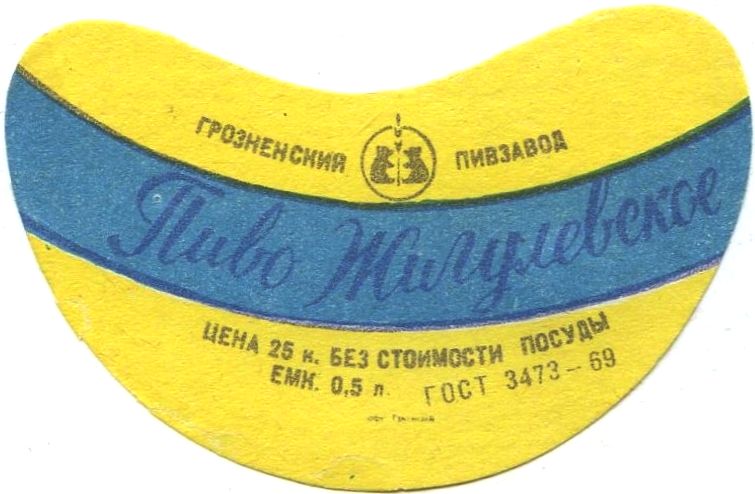 ГРОЗНЕНСКИЙ ПИВЗАВОД
Пиво Жигулевское
ЦЕНА 25 к. БЕЗ СТОИМОСТИ ПОСУДЫ
ЕМК. 0,5 л. ГОСТ 3473-69